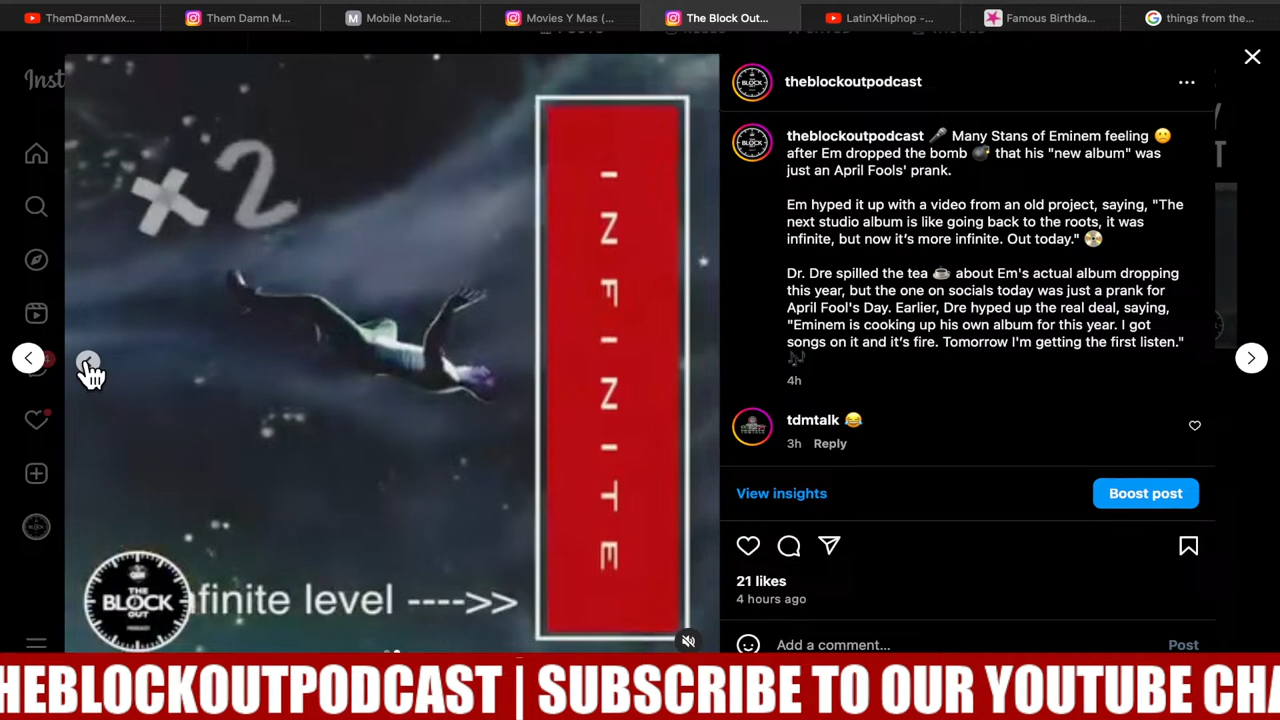 ThemDamnMex...
Them Damn M...
Mobile Notarie...
Movies Y Mas (...
The Block Out...
LatinXHiphop -...
Famous Birthda...
things from the...
Inst
×2
INFINITE
THE
BLOCK
OUT
PODCAST
nfinite level ---->>
theblockoutpodcast
theblockoutpodcast 🎤 Many Stans of Eminem feeling 🙁
after Em dropped the bomb 💣 that his "new album" was
just an April Fools' prank.
Em hyped it up with a video from an old project, saying, "The
next studio album is like going back to the roots, it was
infinite, but now it's more infinite. Out today." 📀
Dr. Dre spilled the tea ☕ about Em's actual album dropping
this year, but the one on socials today was just a prank for
April Fool's Day. Earlier, Dre hyped up the real deal, saying,
"Eminem is cooking up his own album for this year. I got
songs on it and it's fire. Tomorrow I'm getting the first listen."
🎶
4h
tdmtalk 😂
3h Reply
View insights
Boost post
21 likes
4 hours ago
Add a comment...
Post
HEBLOCKOUTPODCAST | SUBSCRIBE TO OUR YOUTUBE CHA